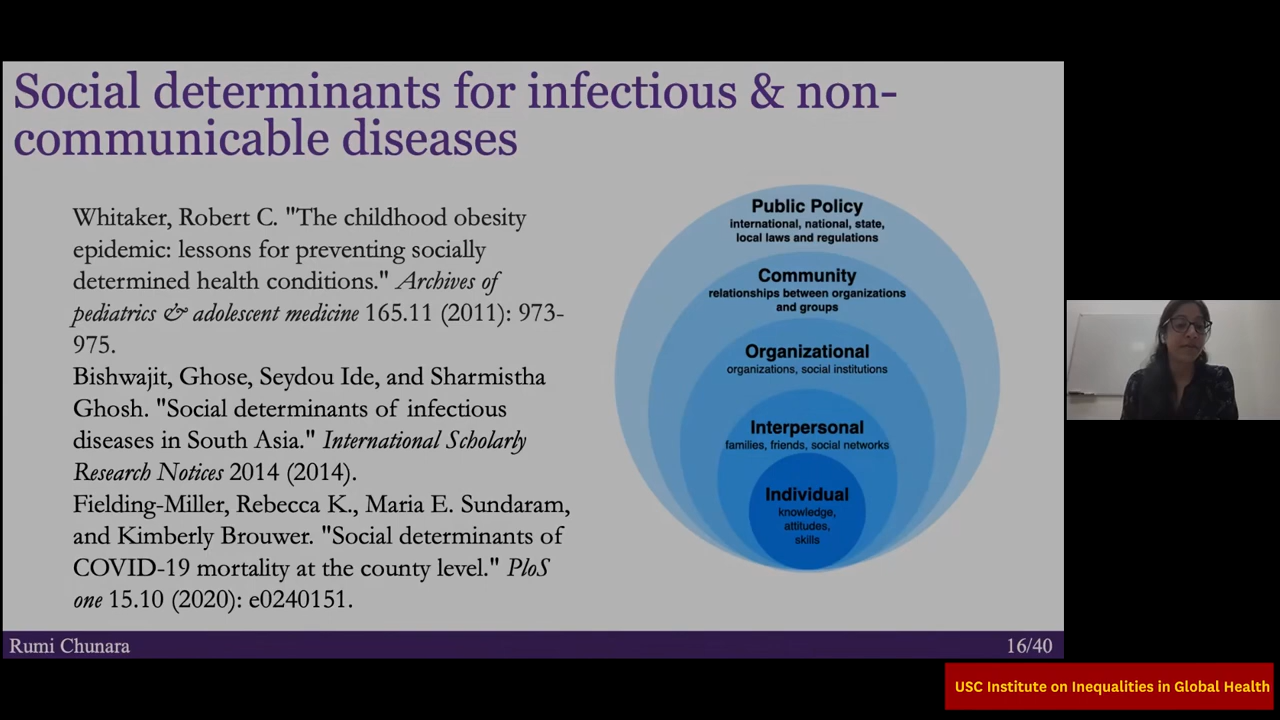 Social determinants for infectious & non-
communicable diseases
Whitaker, Robert C. "The childhood obesity
epidemic: lessons for preventing socially
determined health conditions." Archives of
pediatrics & adolescent medicine 165.11 (2011): 973-
975.
Bishwajit, Ghose, Seydou Ide, and Sharmistha
Ghosh. "Social determinants of infectious
diseases in South Asia." International Scholarly
Research Notices 2014 (2014).
Fielding-Miller, Rebecca K., Maria E. Sundaram,
and Kimberly Brouwer. "Social determinants of
COVID-19 mortality at the county level." PloS
one 15.10 (2020): e0240151.
Public Policy
international, national, state,
local laws and regulations
Community
relationships between organizations
and groups
Organizational
organizations, social institutions
Interpersonal
families, friends, social networks
Individual
knowledge,
attitudes,
skills
Rumi Chunara
16/40
USC Institute on Inequalities in Global Health